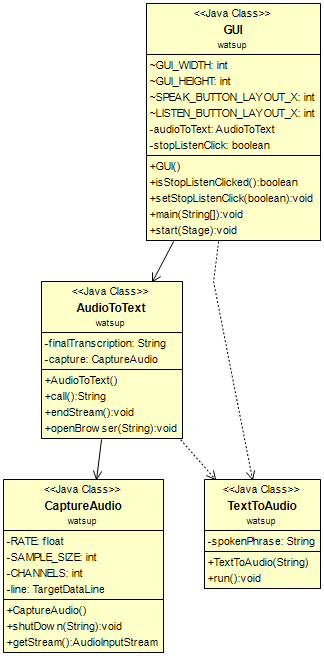 <<Java Class>>
GUI
watsup
~GUI_WIDTH: int
~GUI_HEIGHT: int
~SPEAK_BUTTON_LAYOUT_X: int
~LISTEN_BUTTON_LAYOUT_X: int
-audioToText: AudioToText
-stopListenClick: boolean
+GUI()
+isStopListenClicked():boolean
+setStopListenClick(boolean):void
+main(String[]):void
+start(Stage):void
<<Java Class>>
AudioToText
watsup
-finalTranscription: String
-capture: CaptureAudio
+AudioToText()
+call():String
+endStream():void
+openBrowser(String):void
<<Java Class>>
CaptureAudio
watsup
-RATE: float
-SAMPLE_SIZE: int
-CHANNELS: int
-line: TargetDataLine
+CaptureAudio()
+shutDown(String):void
+getStream():AudioInputStream
<<Java Class>>
TextToAudio
watsup
-spokenPhrase: String
+TextToAudio(String)
+run():void